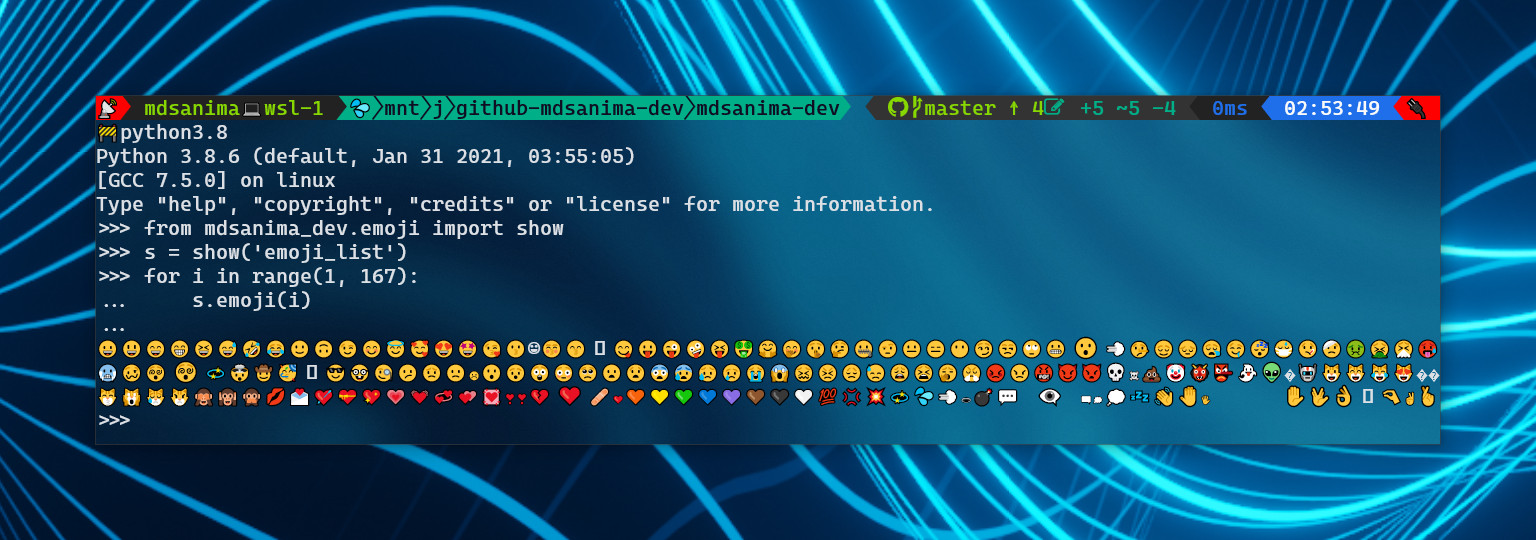 mdsanima💻wsl-1 💦 mnt j github-mdsanima-dev mdsanima-dev master ↑ 4 +5 ~5 -4 0ms 02:53:49
🚧python3.8
Python 3.8.6 (default, Jan 31 2021, 03:55:05)
[GCC 7.5.0] on linux
Type "help", "copyright", "credits" or "license" for more information.
>>> from mdsanima_dev.emoji import show
>>> s = show('emoji_list')
>>> for i in range(1, 167):
...     s.emoji(i)
...
>>>